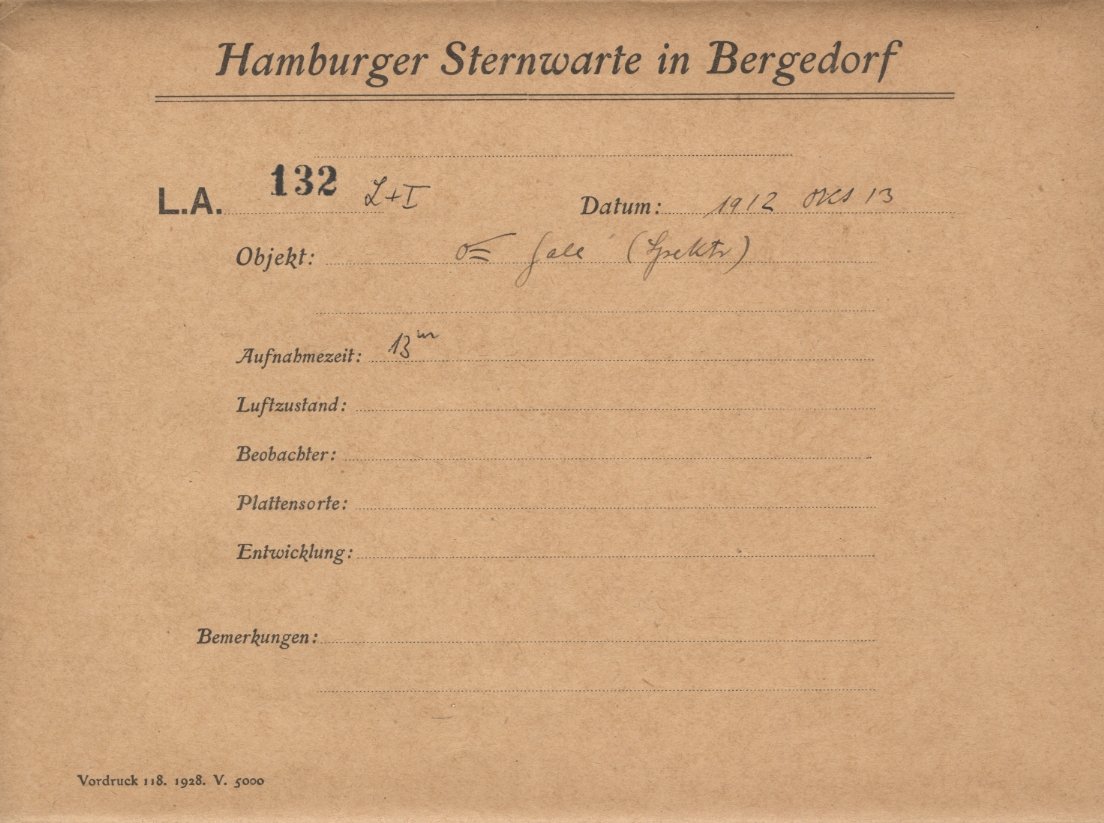 Hamburger Sternwarte in Bergedorf
L.A. 132 L+I Datum: 1912 Okt 13
Objekt: Gale (Spektr)
Aufnahmezeit: 13m
Luftzustand:
Beobachter:
Plattensorte:
Entwicklung:
Bemerkungen:
Vordruck 118. 1928. V. 5000